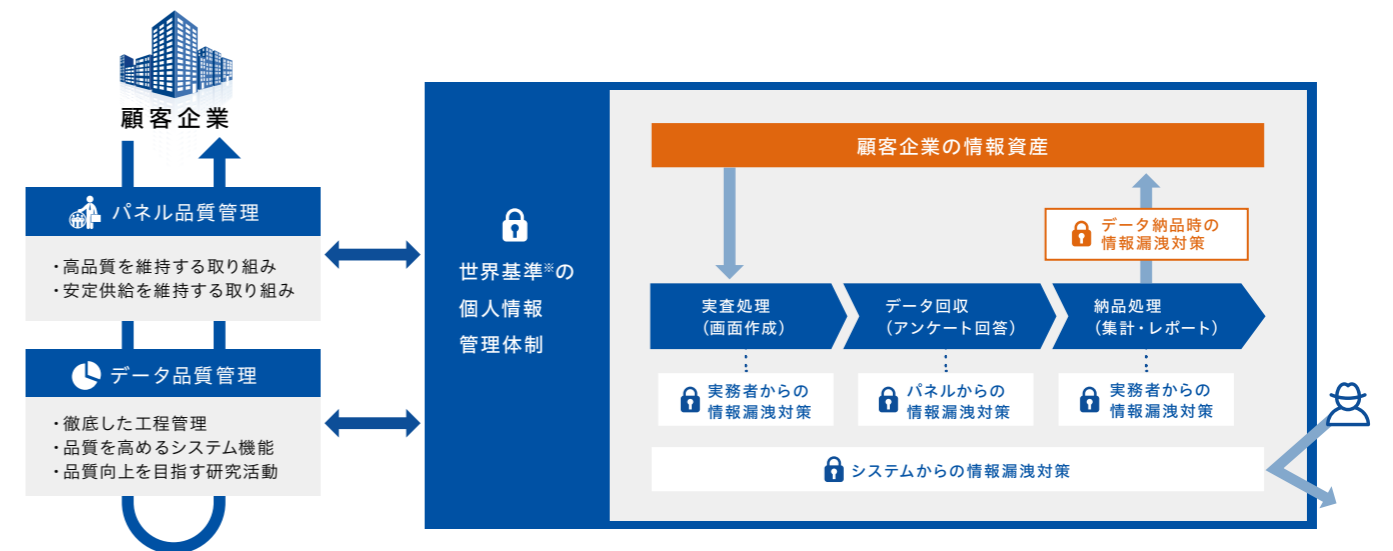 顧客企業
パネル品質管理
・高品質を維持する取り組み
・安定供給を維持する取り組み
データ品質管理
・徹底した工程管理
・品質を高めるシステム機能
・品質向上を目指す研究活動
世界基準※の
個人情報
管理体制
顧客企業の情報資産
データ納品時の
情報漏洩対策
実査処理
（画面作成）
データ回収
（アンケート回答）
納品処理
（集計・レポート）
実務者からの
情報漏洩対策
パネルからの
情報漏洩対策
実務者からの
情報漏洩対策
システムからの情報漏洩対策